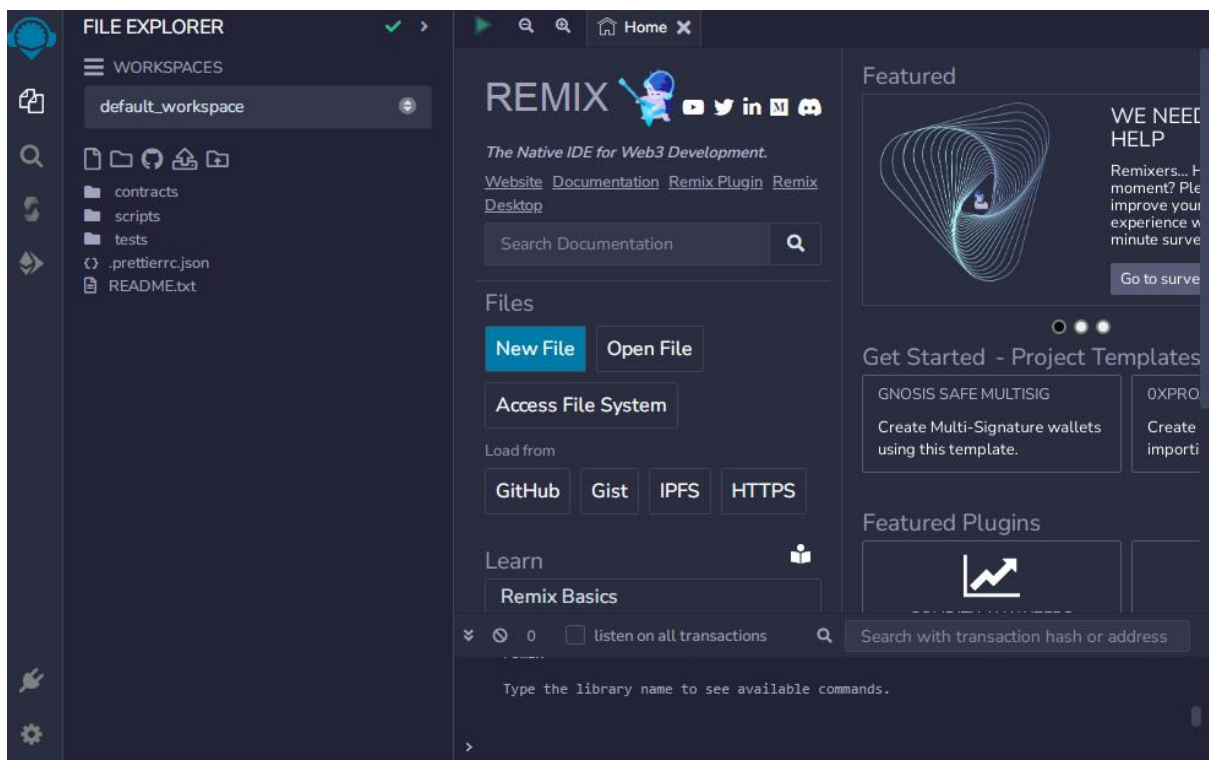 FILE EXPLORER
WORKSPACES
default_workspace
contracts
scripts
tests
.prettierrc.json
README.txt
Home
REMIX
The Native IDE for Web3 Development.
Website Documentation Remix Plugin Remix
Desktop
Search Documentation
Files
New File Open File
Access File System
Load from
GitHub Gist IPFS HTTPS
Learn
Remix Basics
Featured
WE NEED
HELP
Remixers...
moment?
improve your
experience
minute
Go to
Get Started - Project Templates
GNOSIS SAFE MULTISIG
Create Multi-Signature wallets
using this template.
0XPRO
Create
importi
Featured Plugins
0 listen on all transactions
Search with transaction hash or address
Type the library name to see available commands.
>